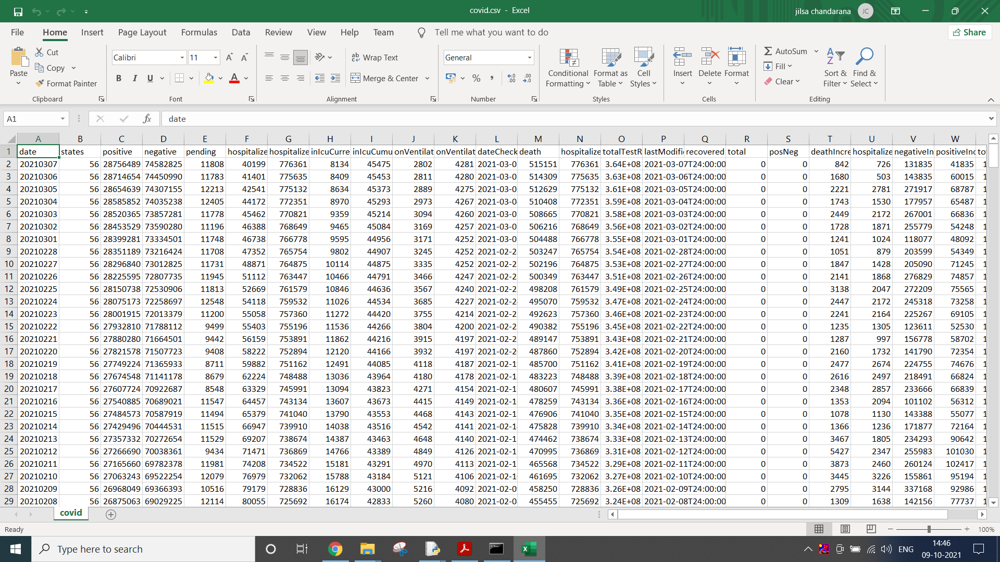 covid.csv - Excel
jilsa chandarana JC
File Home Insert Page Layout Formulas Data Review View Help Team Tell me what you want to do Share
Paste Cut Copy Format Painter Clipboard
Calibri 11 B I U Font
Wrap Text Merge & Center Alignment
General % , Number
Conditional Formatting Format as Table Cell Styles Styles
Insert Delete Format Cells
AutoSum Fill Clear Sort & Filter Find & Select Editing
A1 fx date
A B C D E F G H I J K L M N O P Q R S T U V W
1 date states positive negative pending hospitalize hospitalize inIcuCurre inIcuCumu onVentilat onVentilat dateCheck death hospitalize totalTestR lastModifi recovered total posNeg deathIncre hospitalize negativeIn positiveInc to
2 20210307 56 28756489 74582825 11808 40199 776361 8134 45475 2802 4281 2021-03-0 515151 776361 3.64E+08 2021-03-07T24:00:00 0 0 842 726 131835 41835 1
3 20210306 56 28714654 74450990 11783 41401 775635 8409 45453 2811 4280 2021-03-0 514309 775635 3.63E+08 2021-03-06T24:00:00 0 0 1680 503 143835 60015 1
4 20210305 56 28654639 74307155 12213 42541 775132 8634 45373 2889 4275 2021-03-0 512629 775132 3.61E+08 2021-03-05T24:00:00 0 0 2221 2781 271917 68787 1
5 20210304 56 28585852 74035238 12405 44172 772351 8970 45293 2973 4267 2021-03-0 510408 772351 3.59E+08 2021-03-04T24:00:00 0 0 1743 1530 177957 65487 1
6 20210303 56 28520365 73857281 11778 45462 770821 9359 45214 3094 4260 2021-03-0 508665 770821 3.58E+08 2021-03-03T24:00:00 0 0 2449 2172 267001 66836 1
7 20210302 56 28453529 73590280 11196 46388 768649 9465 45084 3169 4257 2021-03-0 506216 768649 3.56E+08 2021-03-02T24:00:00 0 0 1728 1871 255779 54248 1
8 20210301 56 28399281 73334501 11748 46738 766778 9595 44956 3171 4252 2021-03-0 504488 766778 3.55E+08 2021-03-01T24:00:00 0 0 1241 1024 118077 48092 1
9 20210228 56 28351189 73216424 11708 47352 765754 9802 44907 3245 4252 2021-02-2 503247 765754 3.54E+08 2021-02-28T24:00:00 0 0 1051 879 203599 54349 1
10 20210227 56 28296840 73012825 11731 48871 764875 10114 44875 3335 4252 2021-02-2 502196 764875 3.53E+08 2021-02-27T24:00:00 0 0 1847 1428 205090 71245 1
11 20210226 56 28225595 72807735 11945 51112 763447 10466 44791 3466 4247 2021-02-2 500349 763447 3.51E+08 2021-02-26T24:00:00 0 0 2141 1868 276829 74857 1
12 20210225 56 28150738 72530906 11813 52669 761579 10846 44636 3567 4240 2021-02-2 498208 761579 3.49E+08 2021-02-25T24:00:00 0 0 3138 2047 272209 75565 1
13 20210224 56 28075173 72258697 12548 54118 759532 11026 44534 3685 4227 2021-02-2 495070 759532 3.47E+08 2021-02-24T24:00:00 0 0 2447 2172 245318 73258 1
14 20210223 56 28001915 72013379 11200 55058 757360 11272 44420 3755 4214 2021-02-2 492623 757360 3.46E+08 2021-02-23T24:00:00 0 0 2241 2164 225267 69105 1
15 20210222 56 27932810 71788112 9499 55403 755196 11536 44266 3804 4200 2021-02-2 490382 755196 3.45E+08 2021-02-22T24:00:00 0 0 1235 1305 123611 52530 1
16 20210221 56 27880280 71664501 9442 56159 753891 11862 44216 3915 4197 2021-02-2 489147 753891 3.43E+08 2021-02-21T24:00:00 0 0 1287 997 156778 58702 1
17 20210220 56 27821578 71507723 9408 58222 752894 12120 44166 3932 4197 2021-02-2 487860 752894 3.42E+08 2021-02-20T24:00:00 0 0 2160 1732 141790 72354 1
18 20210219 56 27749224 71365933 8711 59882 751162 12491 44085 4118 4187 2021-02-1 485700 751162 3.41E+08 2021-02-19T24:00:00 0 0 2477 2674 224755 74676 1
19 20210218 56 27674548 71141178 8679 62224 748488 13036 43964 4180 4178 2021-02-1 483223 748488 3.39E+08 2021-02-18T24:00:00 0 0 2616 2497 218491 66824 1
20 20210217 56 27607724 70922687 8548 63329 745991 13094 43823 4271 4154 2021-02-1 480607 745991 3.38E+08 2021-02-17T24:00:00 0 0 2348 2857 233666 66839 1
21 20210216 56 27540885 70689021 11547 64457 743134 13607 43673 4415 4149 2021-02-1 478259 743134 3.36E+08 2021-02-16T24:00:00 0 0 1353 2094 101102 56312 1
22 20210215 56 27484573 70587919 11494 65379 741040 13790 43553 4468 4143 2021-02-1 476906 741040 3.35E+08 2021-02-15T24:00:00 0 0 1078 1130 143388 55077 1
23 20210214 56 27429496 70444531 11515 66947 739910 14038 43516 4542 4141 2021-02-1 475828 739910 3.34E+08 2021-02-14T24:00:00 0 0 1366 1236 171877 72164 1
24 20210213 56 27357332 70272654 11529 69207 738674 14387 43463 4648 4140 2021-02-1 474462 738674 3.33E+08 2021-02-13T24:00:00 0 0 3467 1805 234293 90642 1
25 20210212 56 27266690 70038361 9434 71471 736869 14766 43389 4849 4126 2021-02-1 470995 736869 3.31E+08 2021-02-12T24:00:00 0 0 5427 2347 255983 101030 1
26 20210211 56 27165660 69782378 11981 74208 734522 15181 43291 4970 4113 2021-02-1 465568 734522 3.29E+08 2021-02-11T24:00:00 0 0 3873 2460 260124 102417 1
27 20210210 56 27063243 69522254 12079 76979 732062 15788 43184 5121 4106 2021-02-1 461695 732062 3.27E+08 2021-02-10T24:00:00 0 0 3445 3226 155861 95194 1
28 20210209 56 26968049 69366393 10516 79179 728836 16129 43000 5216 4092 2021-02-0 458250 728836 3.26E+08 2021-02-09T24:00:00 0 0 2795 3144 337168 92986 1
29 20210208 56 26875063 69029225 12114 80055 725692 16174 42833 5260 4080 2021-02-0 455455 725692 3.24E+08 2021-02-08T24:00:00 0 0 1309 1638 142156 77737 1
covid
Ready 100%
Type here to search ENG 14:46
09-10-2021